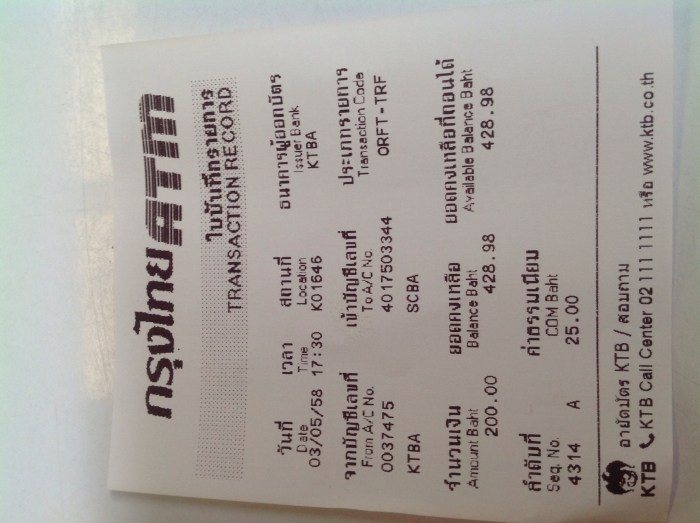 กรุงไทย ATM
ใบบันทึกรายการ
TRANSACTION RECORD
วันที่ เวลา สถานที่ ธนาคารผู้ออกบัตร
Date Time Location Issuer Bank
03/05/58 17:30 K01646 KTBA
จากบัญชีเลขที่ เข้าบัญชีเลขที่ ประเภทรายการ
From A/C No. To A/C No. Transaction Code
0037475 4017503344 ORFT-TRF
KTBA SCBA
จำนวนเงิน ยอดคงเหลือ ยอดคงเหลือที่ถอนได้
Amount Baht Balance Baht Available Balance Baht
200.00 428.98 428.98
ลำดับที่ ค่าธรรมเนียม
Seq. No. COM Baht
4314 A 25.00
อายัดบัตร KTB / สอบถาม
KTB KTB Call Center 02 111 1111 หรือ www.ktb.co.th